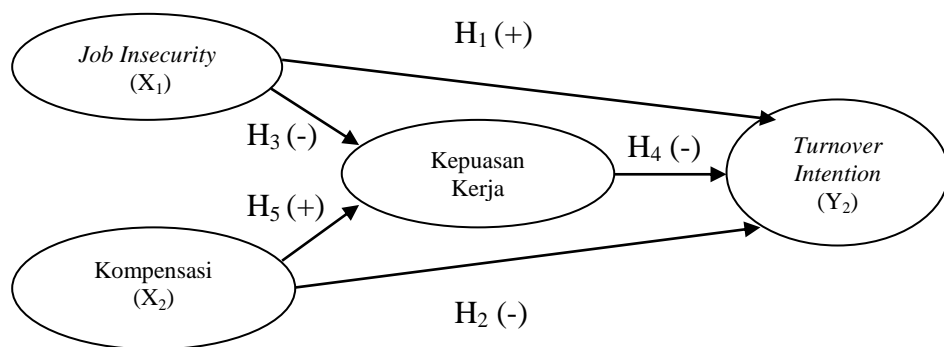 H₁ (+)
Job Insecurity
(X₁)
H₃ (-)
Kepuasan
Kerja
H₄ (-)
Turnover
Intention
(Y₂)
H₅ (+)
Kompensasi
(X₂)
H₂ (-)